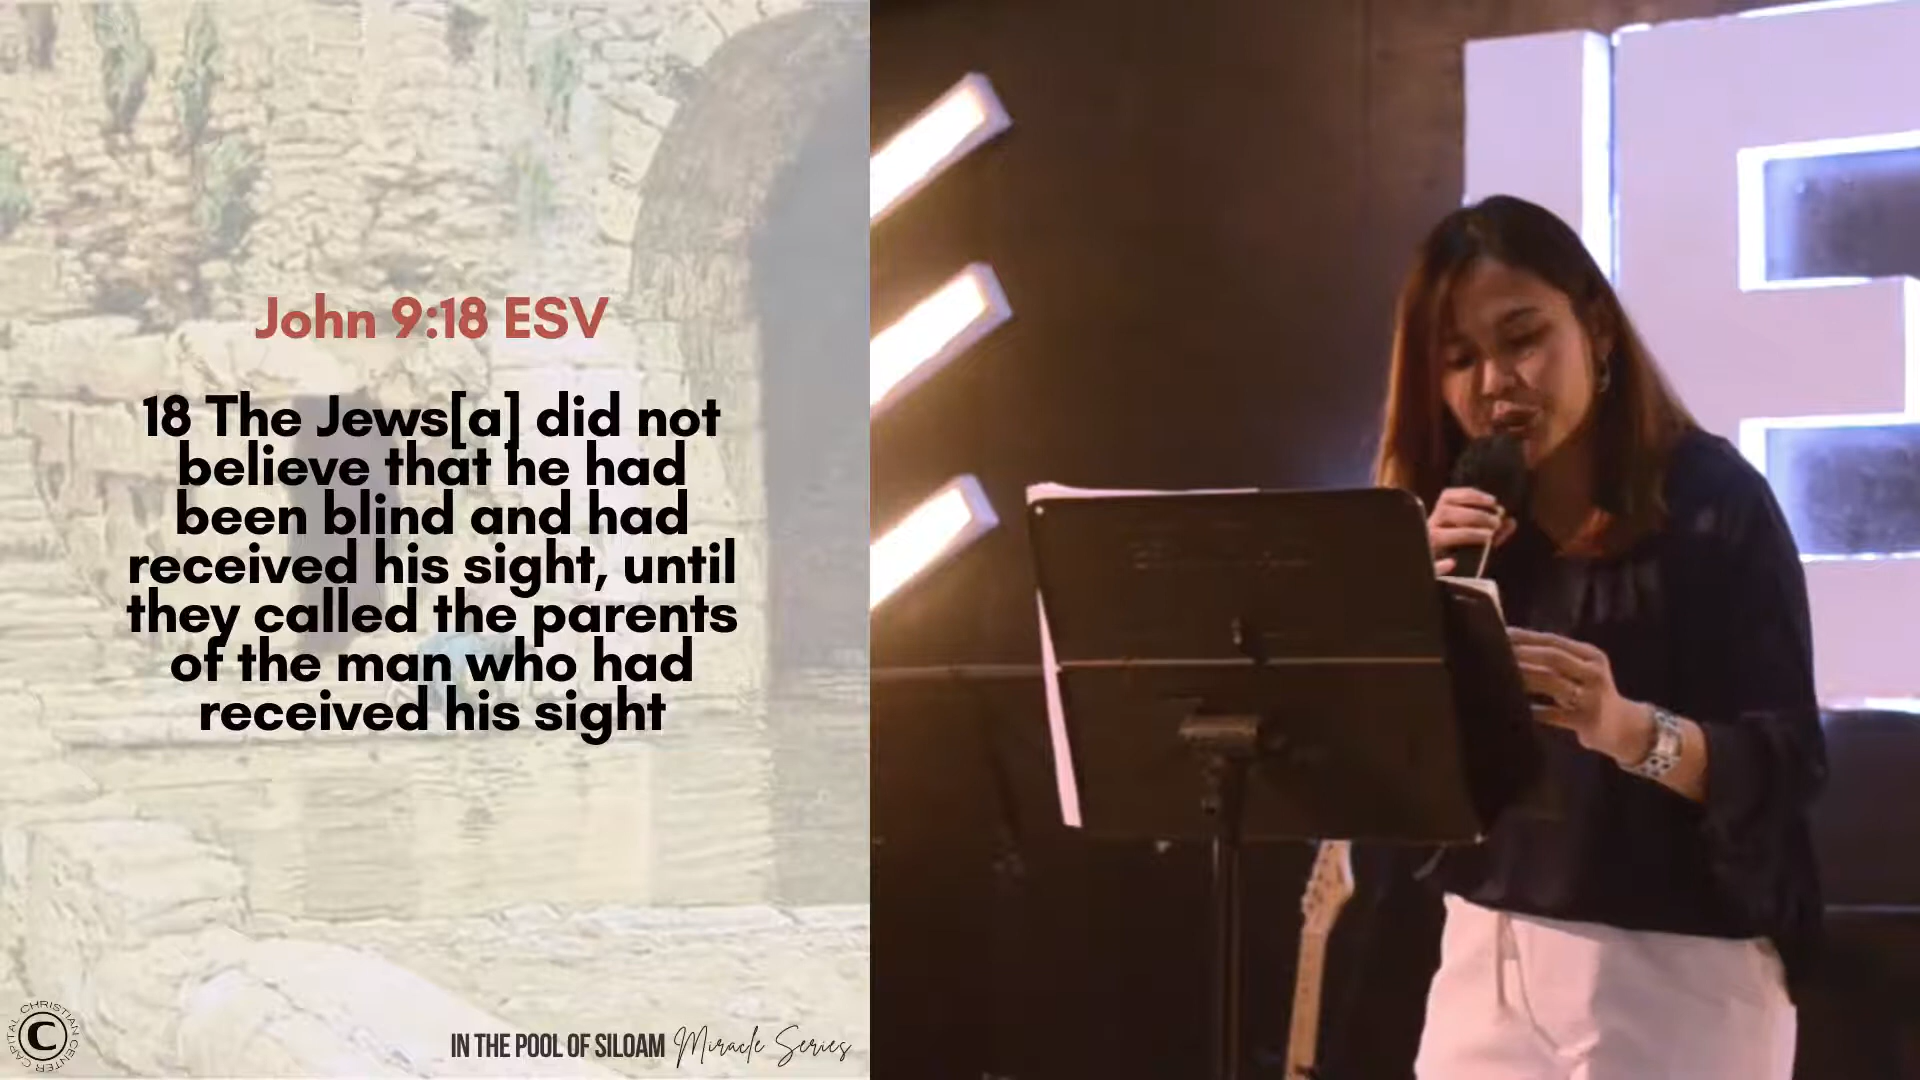 John 9:18 ESV
18 The Jews[a] did not
believe that he had
been blind and had
received his sight, until
they called the parents
of the man who had
received his sight
CAPITAL CHRISTIAN CENTER
C
IN THE POOL OF SILOAM Miracle Series